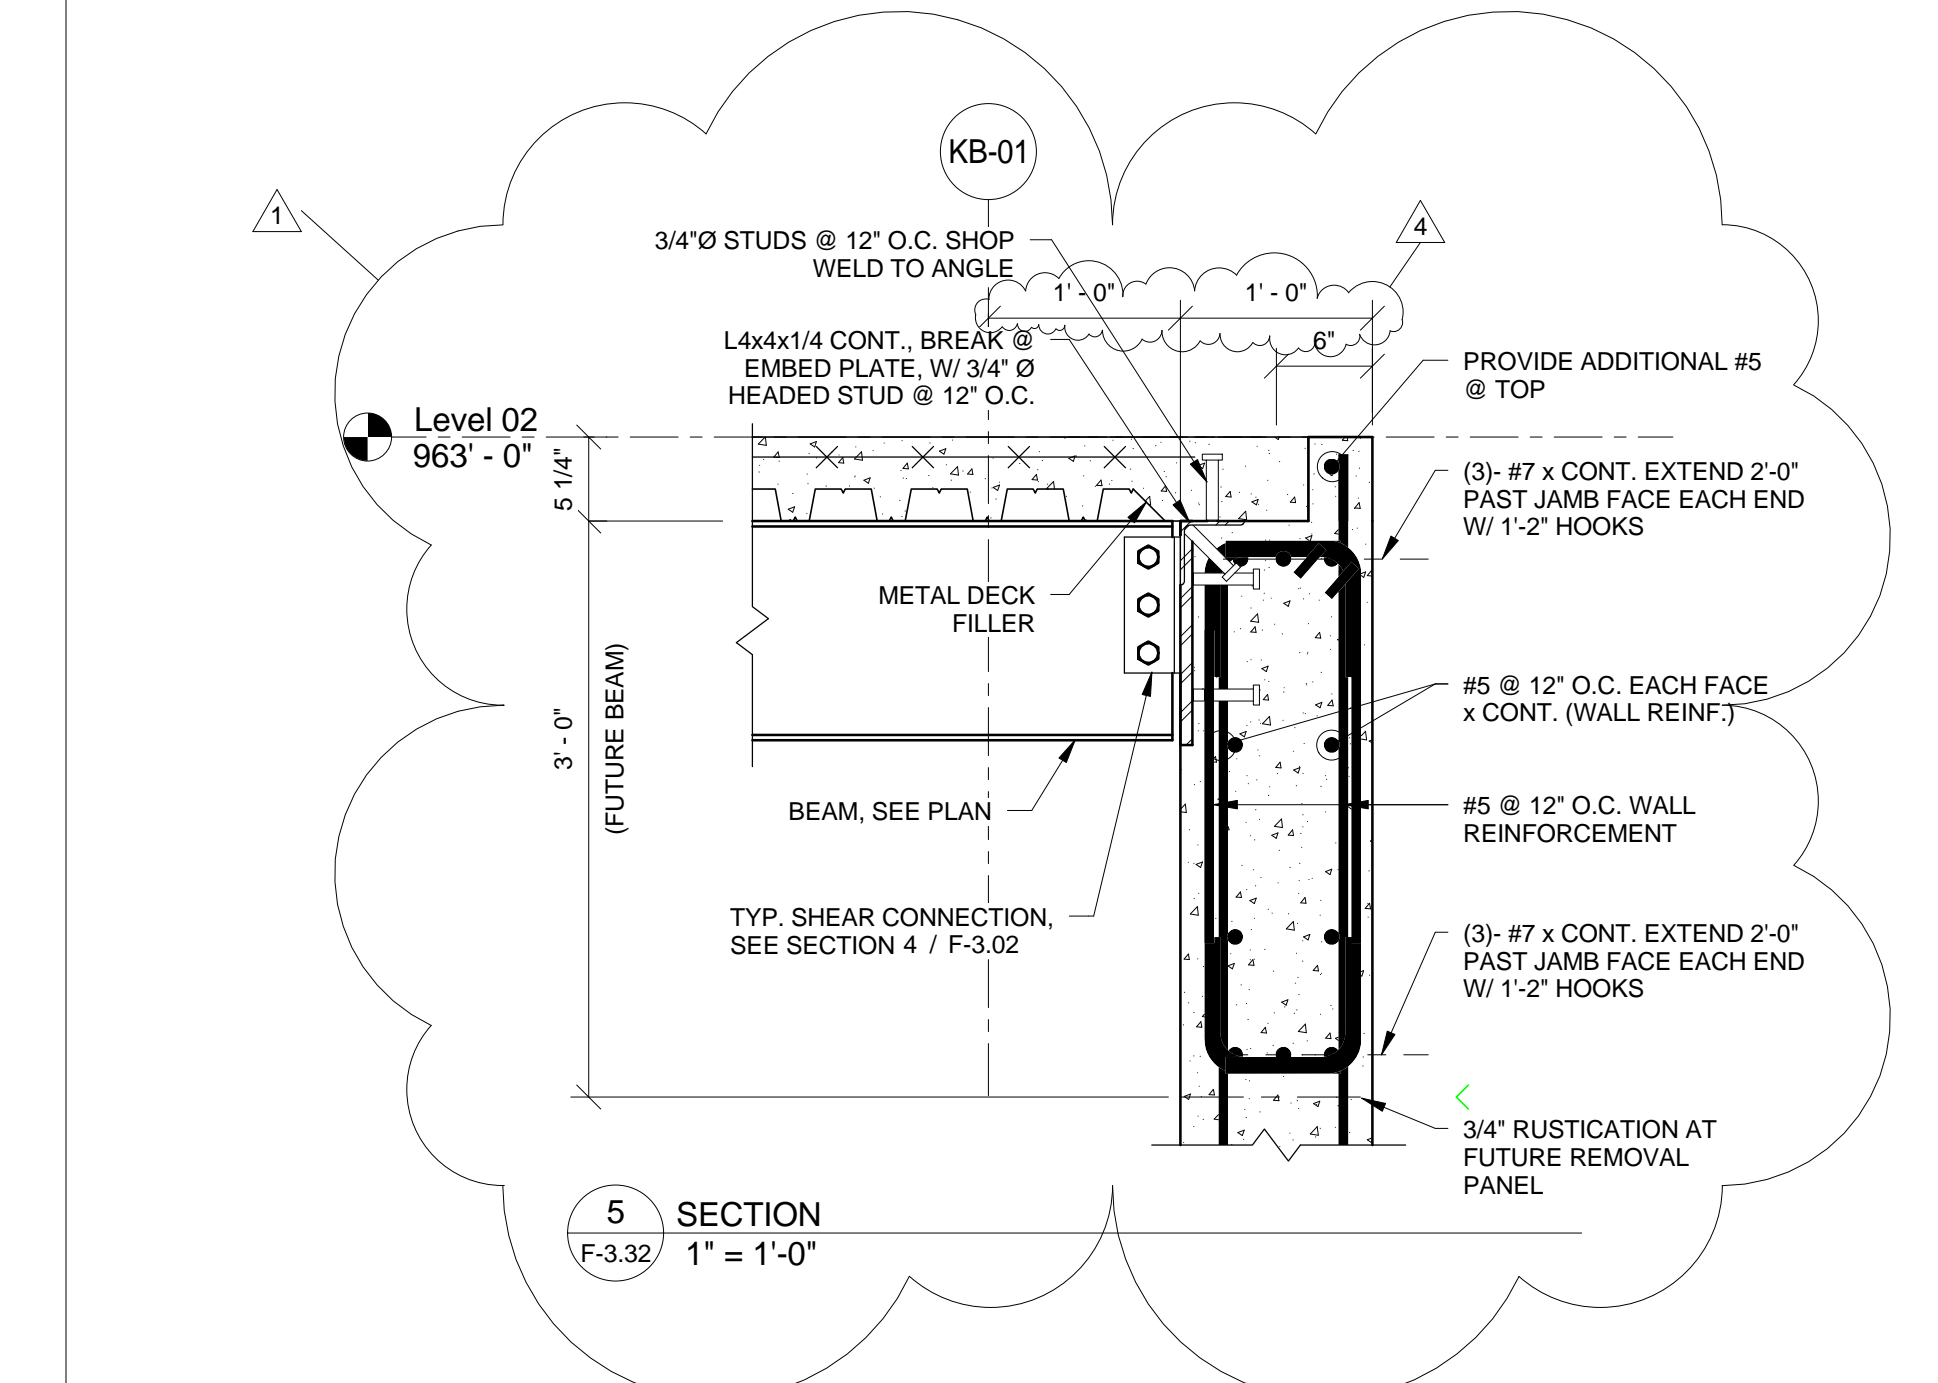 KB-01
1
4
3/4"Ø STUDS @ 12" O.C. SHOP
WELD TO ANGLE
1' - 0"
1' - 0"
6"
L4x4x1/4 CONT., BREAK @
EMBED PLATE, W/ 3/4" Ø
HEADED STUD @ 12" O.C.
PROVIDE ADDITIONAL #5
@ TOP
Level 02
963' - 0"
5 1/4"
(3)- #7 x CONT. EXTEND 2'-0"
PAST JAMB FACE EACH END
W/ 1'-2" HOOKS
METAL DECK
FILLER
3' - 0"
(FUTURE BEAM)
#5 @ 12" O.C. EACH FACE
x CONT. (WALL REINF.)
BEAM, SEE PLAN
#5 @ 12" O.C. WALL
REINFORCEMENT
TYP. SHEAR CONNECTION,
SEE SECTION 4 / F-3.02
(3)- #7 x CONT. EXTEND 2'-0"
PAST JAMB FACE EACH END
W/ 1'-2" HOOKS
3/4" RUSTICATION AT
FUTURE REMOVAL
PANEL
5
F-3.32
SECTION
1" = 1'-0"